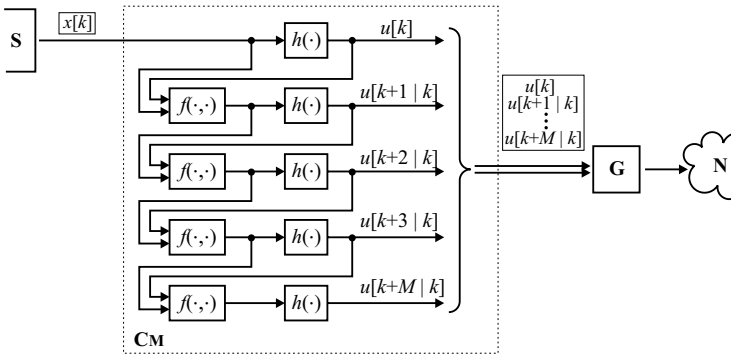 S
x[k]
h(·)
u[k]
f(·,·)
h(·)
u[k+1 | k]
f(·,·)
h(·)
u[k+2 | k]
f(·,·)
h(·)
u[k+3 | k]
f(·,·)
h(·)
u[k+M | k]
CM
u[k]
u[k+1 | k]
⋮
u[k+M | k]
G
N